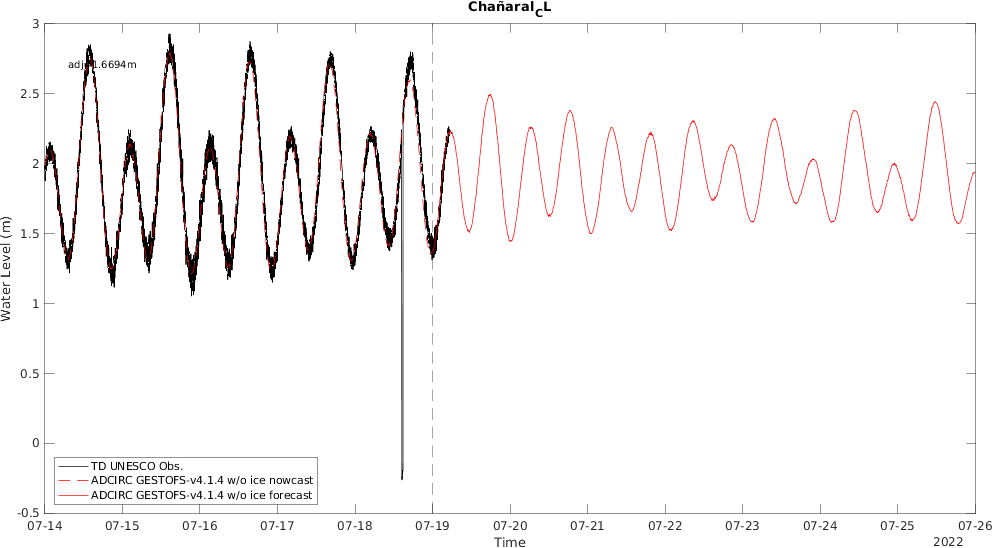 Chañaral_CL
adj: 1.6694m
3
2.5
2
1.5
1
0.5
0
-0.5
Water Level (m)
TD UNESCO Obs.
ADCIRC GESTOFS-v4.1.4 w/o ice nowcast
ADCIRC GESTOFS-v4.1.4 w/o ice forecast
07-14 07-15 07-16 07-17 07-18 07-19 07-20 07-21 07-22 07-23 07-24 07-25 07-26
Time
2022